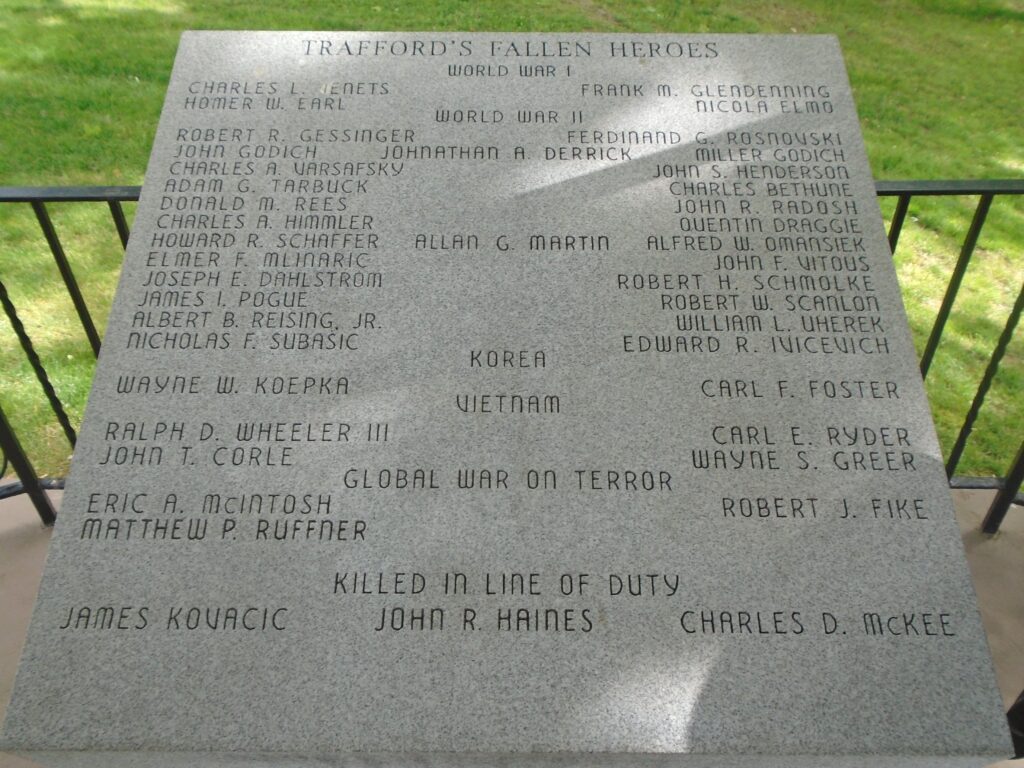 TRAFFORD'S FALLEN HEROES
WORLD WAR I
CHARLES L. JENETS FRANK M. GLENDENNING
HOMER W. EARL NICOLA ELMO
WORLD WAR II
ROBERT R. GESSINGER FERDINAND G. ROSNOVSKI
JOHN GODICH JOHNATHAN A. DERRICK MILLER GODICH
CHARLES A. VARSAFSKY JOHN S. HENDERSON
ADAM G. TARBUCK CHARLES BETHUNE
DONALD M. REES JOHN R. RADOSH
CHARLES A. HIMMLER QUENTIN DRAGGIE
HOWARD R. SCHAFFER ALLAN G. MARTIN ALFRED W. OMANSIEK
ELMER F. MLINARIC JOHN F. VITOUS
JOSEPH E. DAHLSTROM ROBERT H. SCHMOLKE
JAMES I. POGUE ROBERT W. SCANLON
ALBERT B. REISING, JR. WILLIAM L. UHEREK
NICHOLAS F. SUBASIC EDWARD R. IVICEVICH
KOREA
WAYNE W. KOEPKA CARL F. FOSTER
VIETNAM
RALPH D. WHEELER III CARL E. RYDER
JOHN T. CORLE WAYNE S. GREER
GLOBAL WAR ON TERROR
ERIC A. McINTOSH ROBERT J. FIKE
MATTHEW P. RUFFNER
KILLED IN LINE OF DUTY
JAMES KOVACIC JOHN R. HAINES CHARLES D. McKEE